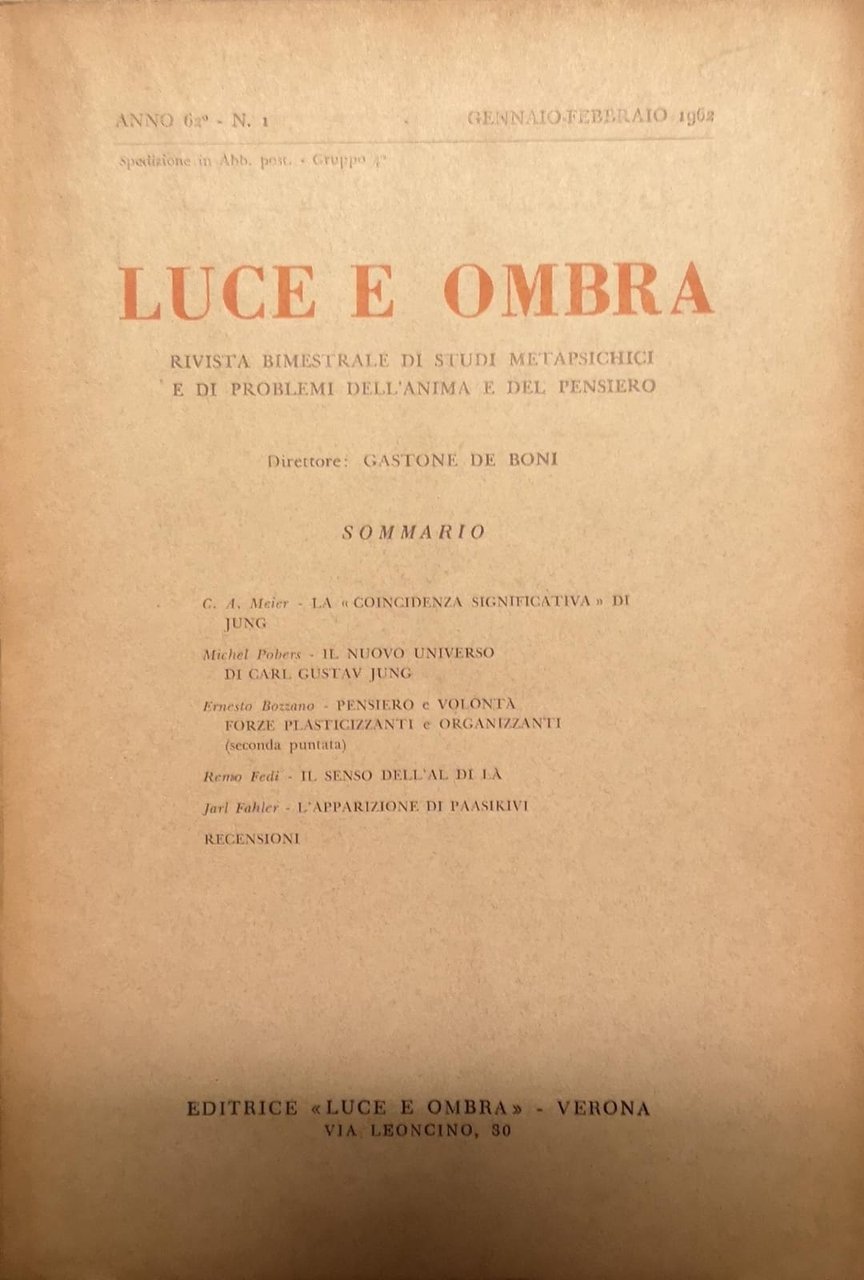 ANNO 62º - N. 1 GENNAIO-FEBBRAIO 1962
Spedizione in Abb. post. - Gruppo 4º
LUCE E OMBRA
RIVISTA BIMESTRALE DI STUDI METAPSICHICI
E DI PROBLEMI DELL'ANIMA E DEL PENSIERO
Direttore: GASTONE DE BONI
SOMMARIO
C. A. Meier - LA « COINCIDENZA SIGNIFICATIVA » DI
JUNG
Michel Pobers - IL NUOVO UNIVERSO
DI CARL GUSTAV JUNG
Ernesto Bozzano - PENSIERO e VOLONTÀ
FORZE PLASTICIZZANTI e ORGANIZZANTI
(seconda puntata)
Remo Fedi - IL SENSO DELL'AL DI LÀ
Jarl Fahler - L'APPARIZIONE DI PAASIKIVI
RECENSIONI
EDITRICE «LUCE E OMBRA» - VERONA
VIA LEONCINO, 30